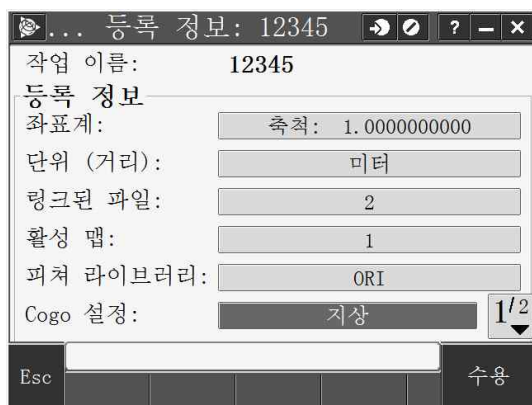 ... 등록 정보: 12345 ? – ×
작업 이름: 12345
등록 정보
좌표계: 축척: 1.0000000000
단위 (거리): 미터
링크된 파일: 2
활성 맵: 1
피쳐 라이브러리: ORI
Cogo 설정: 지상 1/2
Esc 수용